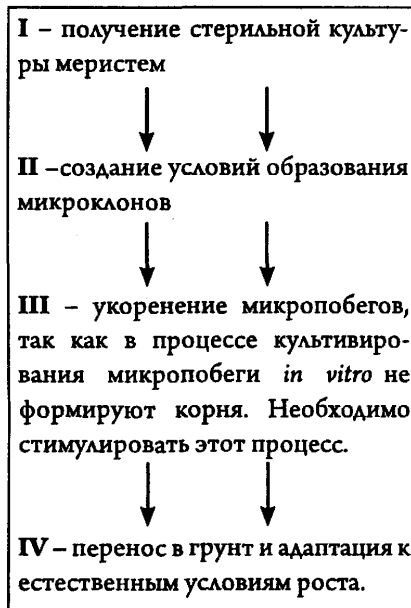 I – получение стерильной культу-
ры меристем
II –создание условий образования
микроклонов
III – укоренение микропобегов,
так как в процессе культивиро-
вания микропобеги in vitro не
формируют корня. Необходимо
стимулировать этот процесс.
IV – перенос в грунт и адаптация к
естественным условиям роста.